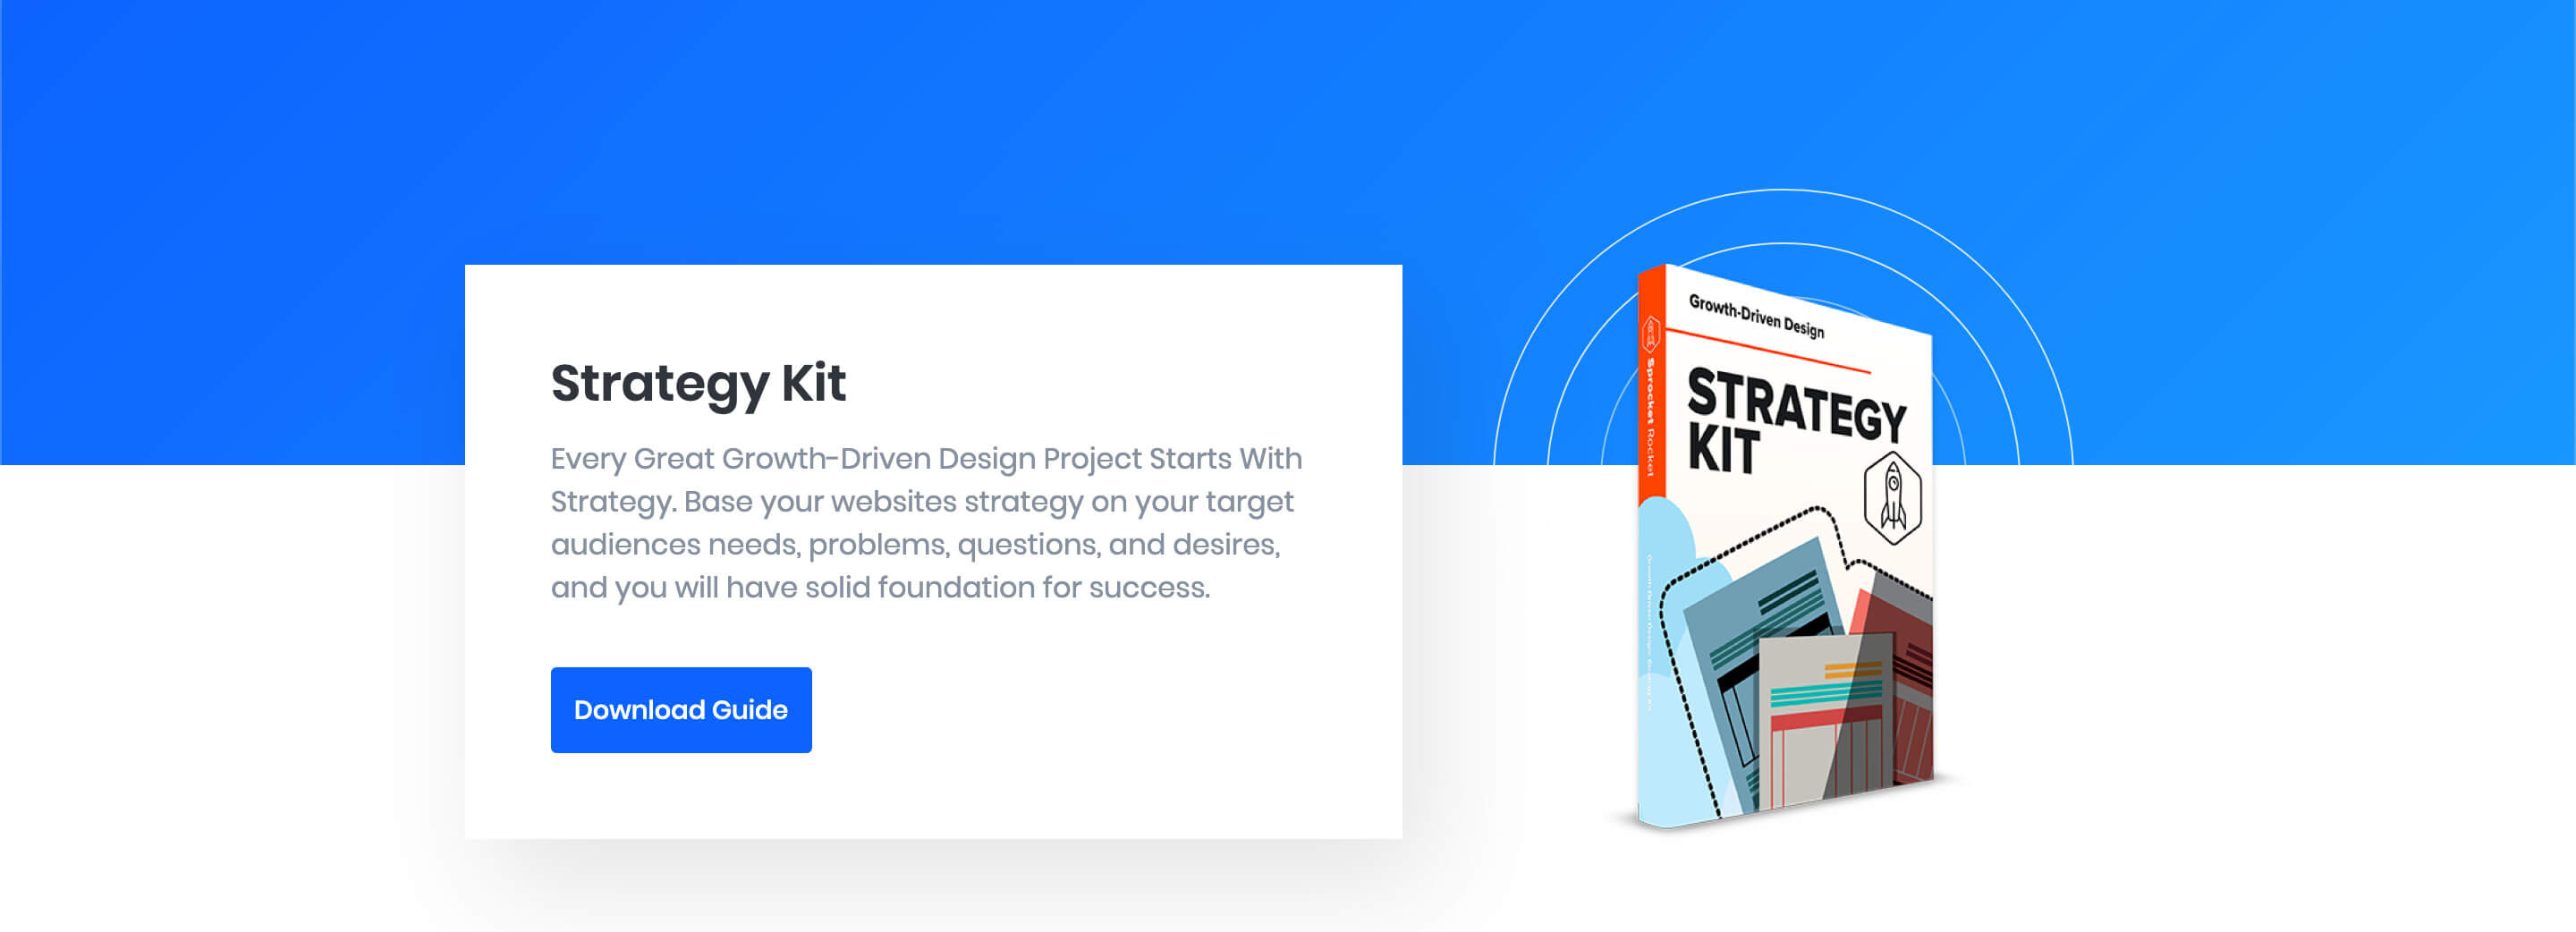 Strategy Kit
Every Great Growth-Driven Design Project Starts With
Strategy. Base your websites strategy on your target
audiences needs, problems, questions, and desires,
and you will have solid foundation for success.
Download Guide
Growth-Driven Design
STRATEGY
KIT
Sprocket Rocket